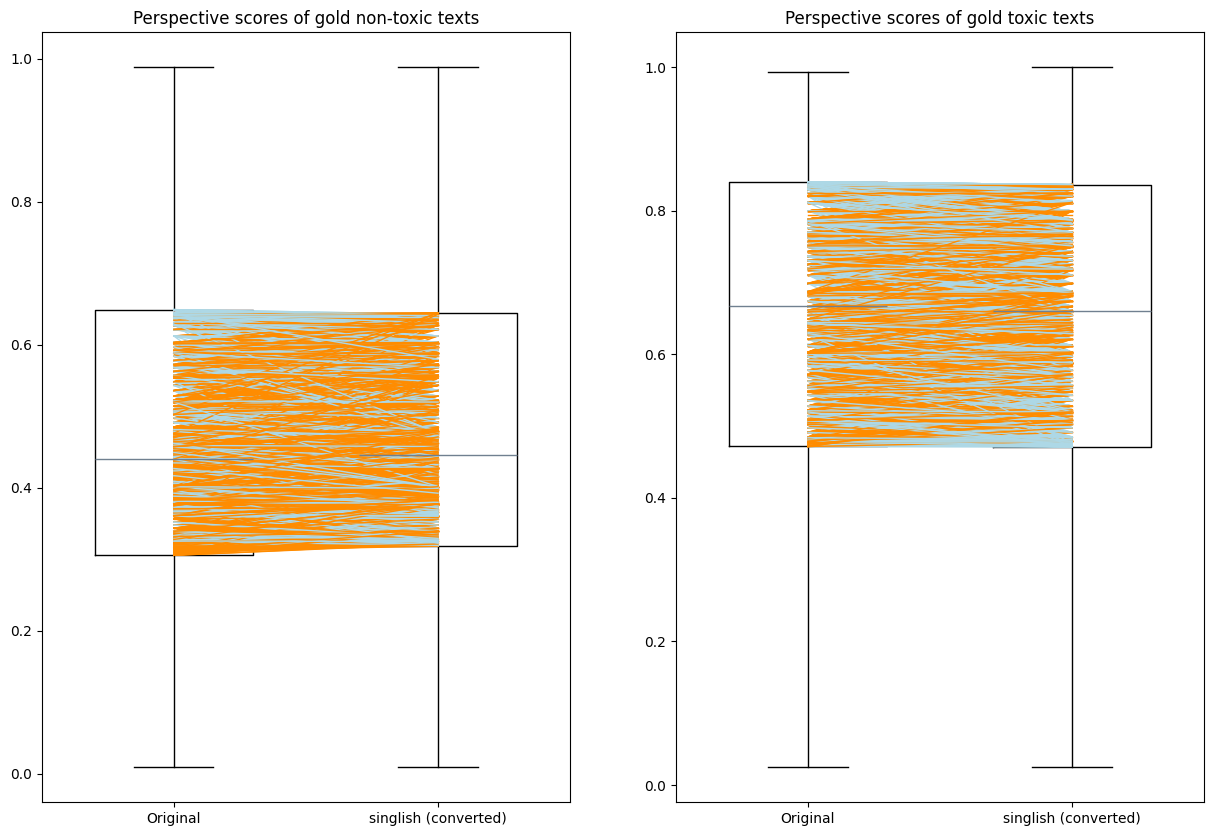 Perspective scores of gold non-toxic texts
1.0
0.8
0.6
0.4
0.2
0.0
Original
singlish (converted)
Perspective scores of gold toxic texts
1.0
0.8
0.6
0.4
0.2
0.0
Original
singlish (converted)